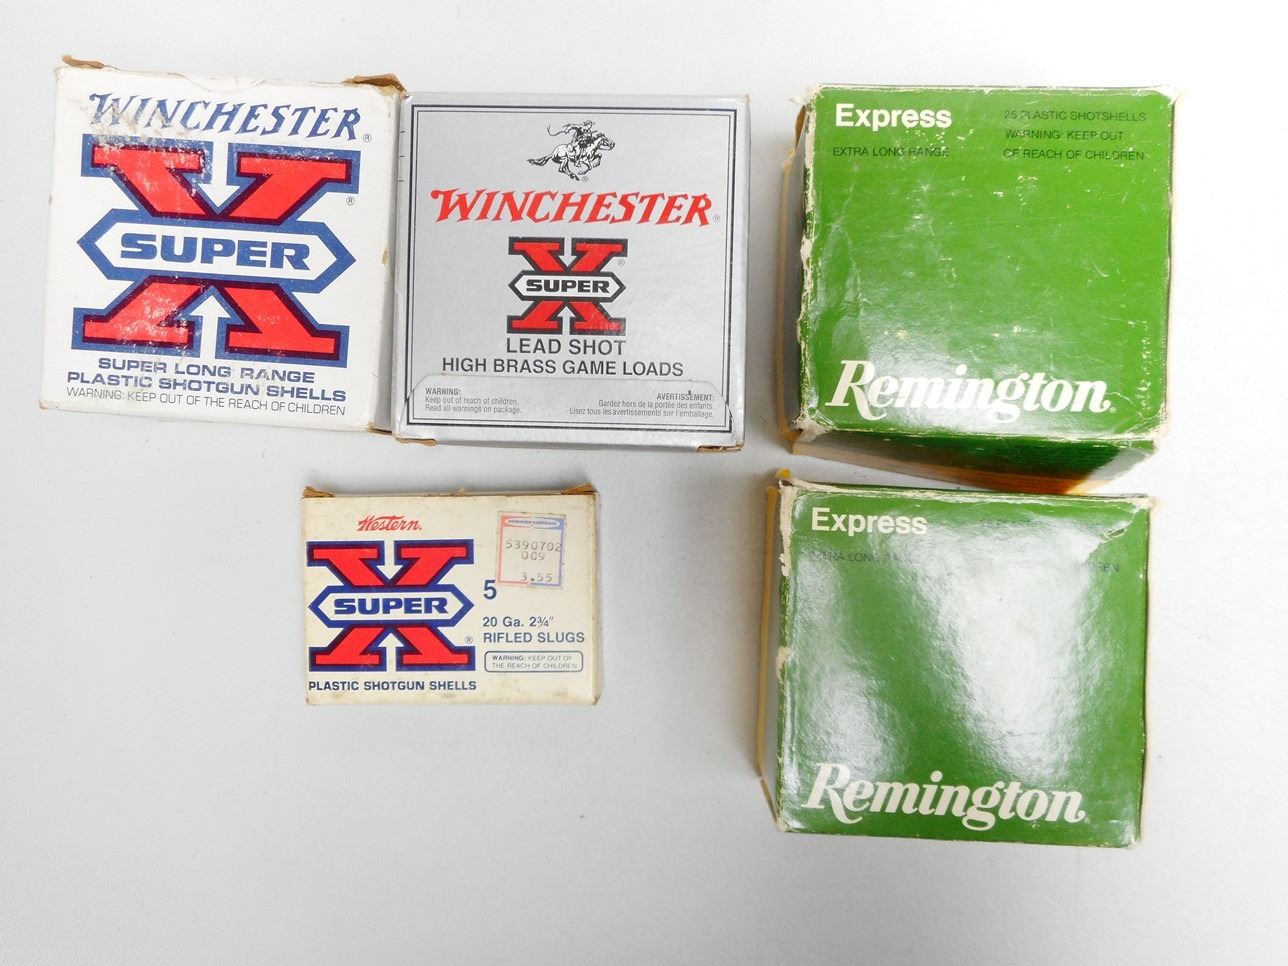 WINCHESTER®
X®
SUPER
SUPER LONG RANGE
PLASTIC SHOTGUN SHELLS
WARNING: KEEP OUT OF THE REACH OF CHILDREN
WINCHESTER®
X®
SUPER
LEAD SHOT
HIGH BRASS GAME LOADS
WARNING:
Keep out of reach of children.
Read all warnings on package.
AVERTISSEMENT:
Gardez hors de la portée des enfants.
Lisez tous les avertissements sur l'emballage.
Express
EXTRA LONG RANGE
25 PLASTIC SHOTSHELLS
WARNING: KEEP OUT
OF REACH OF CHILDREN
Remington®
Western.
X®
SUPER
PLASTIC SHOTGUN SHELLS
5390702
009
3.55
5
20 Ga. 2¾"
RIFLED SLUGS
WARNING: KEEP OUT OF
THE REACH OF CHILDREN
Express
LONG
Remington®